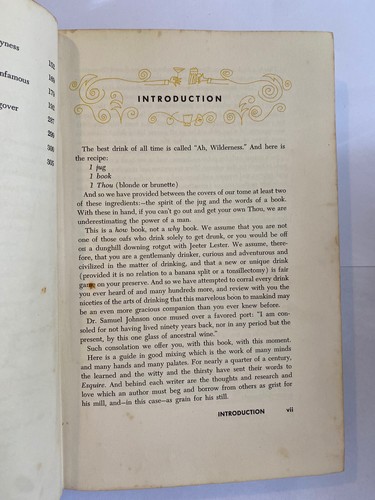 yness 152
nfamous 169
179
gover 192
297
298
300
305
INTRODUCTION
The best drink of all time is called "Ah, Wilderness." And here is
the recipe:
1 jug
1 book
1 Thou (blonde or brunette)
And so we have provided between the covers of our tome at least two
of these ingredients:—the spirit of the jug and the words of a book.
With these in hand, if you can't go out and get your own Thou, we are
underestimating the power of a man.
This is a how book, not a why book. We assume that you are not
one of those oafs who drink solely to get drunk, or you would be off
on a dunghill downing rotgut with Jeeter Lester. We assume, there-
fore, that you are a gentlemanly drinker, curious and adventurous and
civilized in the matter of drinking, and that a new or unique drink
(provided it is no relation to a banana split or a tonsillectomy) is fair
game on your preserve. And so we have attempted to corral every drink
you ever heard of and many hundreds more, and review with you the
niceties of the arts of drinking that this marvelous boon to mankind may
be an even more gracious companion than you ever knew before.
Dr. Samuel Johnson once mused over a favored port: "I am con-
soled for not having lived ninety years back, nor in any period but the
present, by this one glass of ancestral wine."
Such consolation we offer you, with this book, with this moment.
Here is a guide in good mixing which is the work of many minds
and many hands and many palates. For nearly a quarter of a century,
the learned and the witty and the thirsty have sent their words to
Esquire. And behind each writer are the thoughts and research and
love which an author must beg and borrow from others as grist for
his mill, and—in this case—as grain for his still.
INTRODUCTION vii